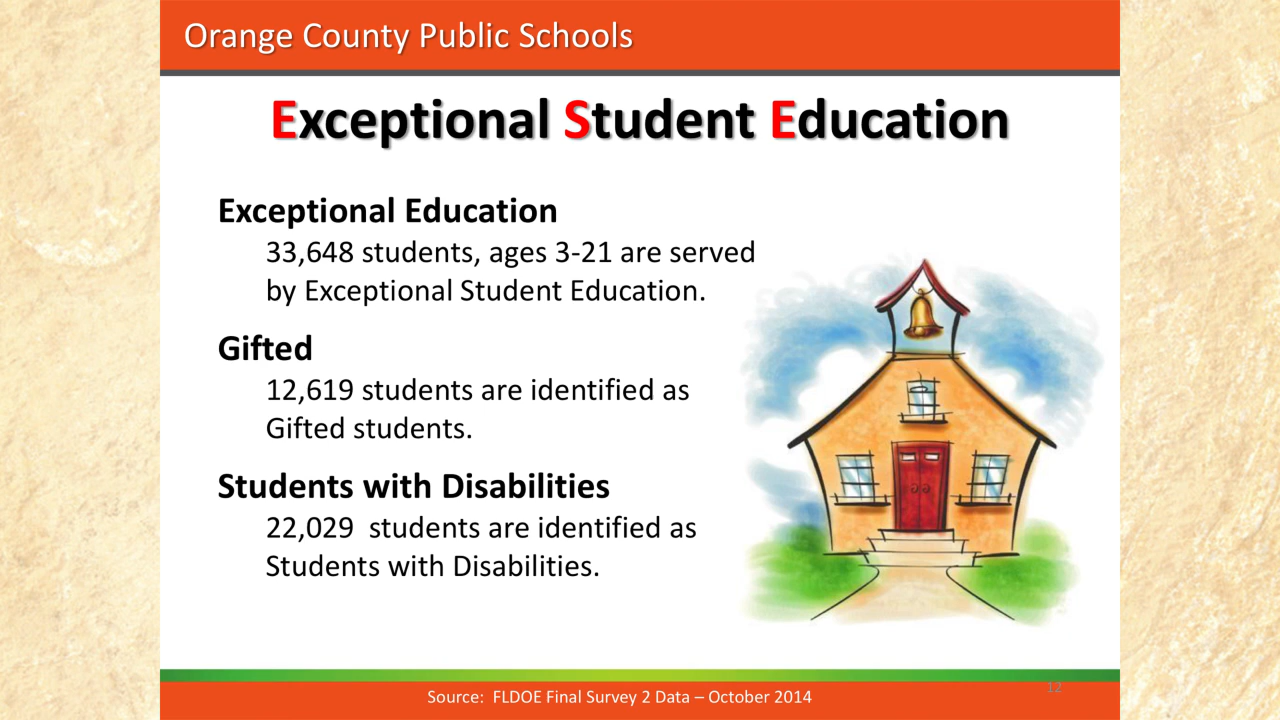 Orange County Public Schools
Exceptional Student Education
Exceptional Education
33,648 students, ages 3-21 are served
by Exceptional Student Education.
Gifted
12,619 students are identified as
Gifted students.
Students with Disabilities
22,029  students are identified as
Students with Disabilities.
12
Source:  FLDOE Final Survey 2 Data – October 2014